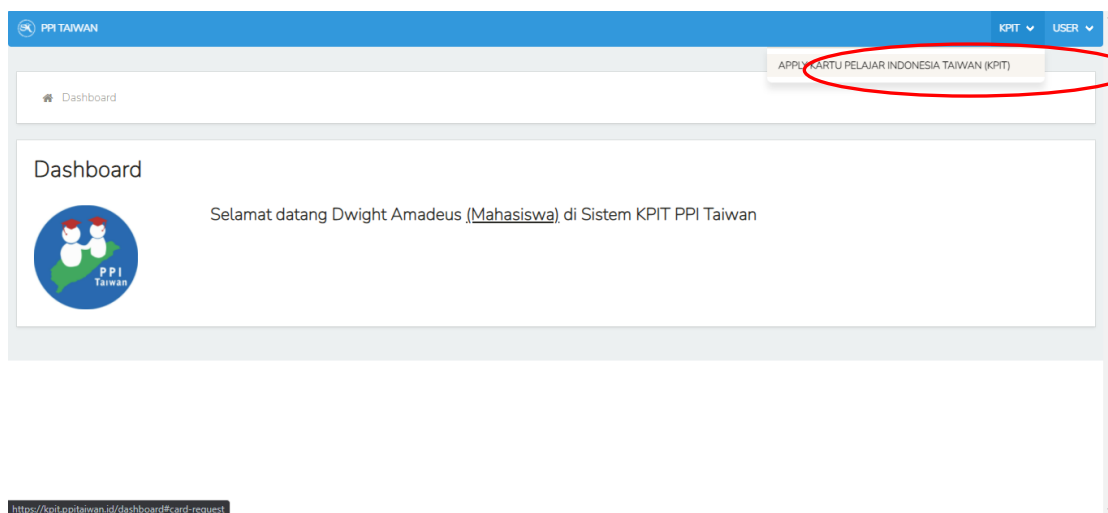 PPI TAIWAN
KPIT
USER
APPLY KARTU PELAJAR INDONESIA TAIWAN (KPIT)
Dashboard
Dashboard
Selamat datang Dwight Amadeus (Mahasiswa) di Sistem KPIT PPI Taiwan
PPI
Taiwan
https://kpit.ppitaiwan.id/dashboard#card-request